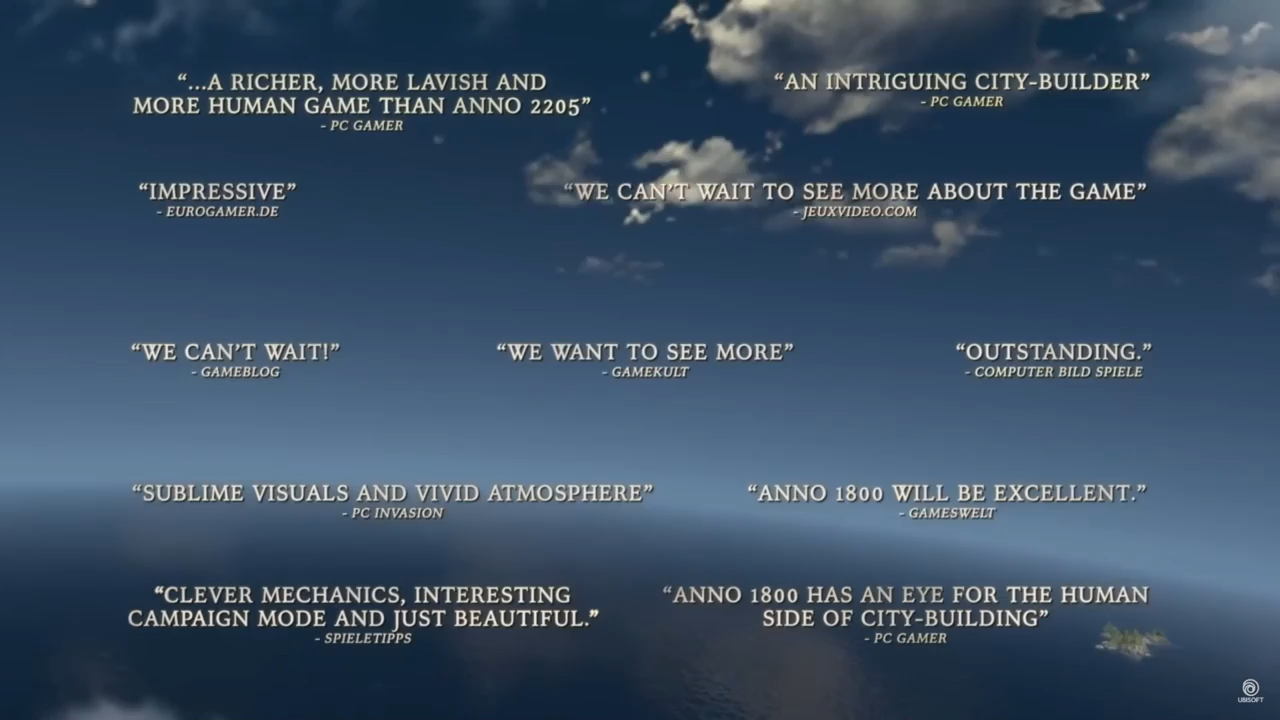 “...A RICHER, MORE LAVISH AND
MORE HUMAN GAME THAN ANNO 2205”
- PC GAMER
“AN INTRIGUING CITY-BUILDER”
- PC GAMER
“IMPRESSIVE”
- EUROGAMER.DE
“WE CAN’T WAIT TO SEE MORE ABOUT THE GAME”
- JEUXVIDEO.COM
“WE CAN’T WAIT!”
- GAMEBLOG
“WE WANT TO SEE MORE”
- GAMEKULT
“OUTSTANDING.”
- COMPUTER BILD SPIELE
“SUBLIME VISUALS AND VIVID ATMOSPHERE”
- PC INVASION
“ANNO 1800 WILL BE EXCELLENT.”
- GAMESWELT
“CLEVER MECHANICS, INTERESTING
CAMPAIGN MODE AND JUST BEAUTIFUL.”
- SPIELETIPPS
“ANNO 1800 HAS AN EYE FOR THE HUMAN
SIDE OF CITY-BUILDING”
- PC GAMER
UBISOFT